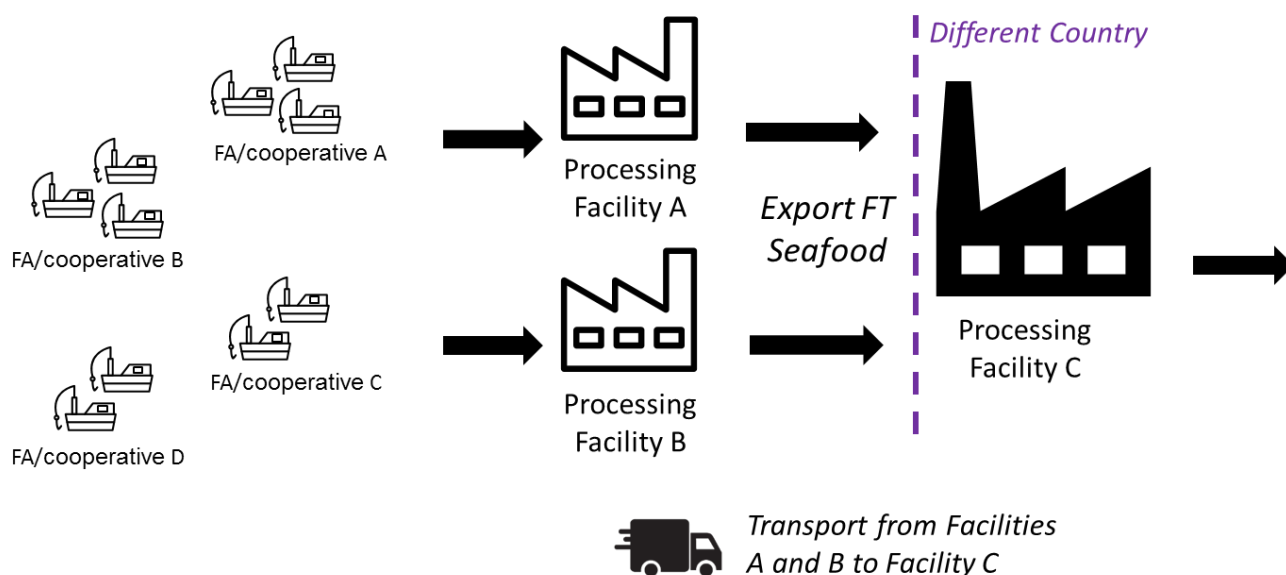 Different Country
FA/cooperative A
FA/cooperative B
Processing
Facility A
Export FT
Seafood
FA/cooperative C
FA/cooperative D
Processing
Facility B
Processing
Facility C
Transport from Facilities
A and B to Facility C